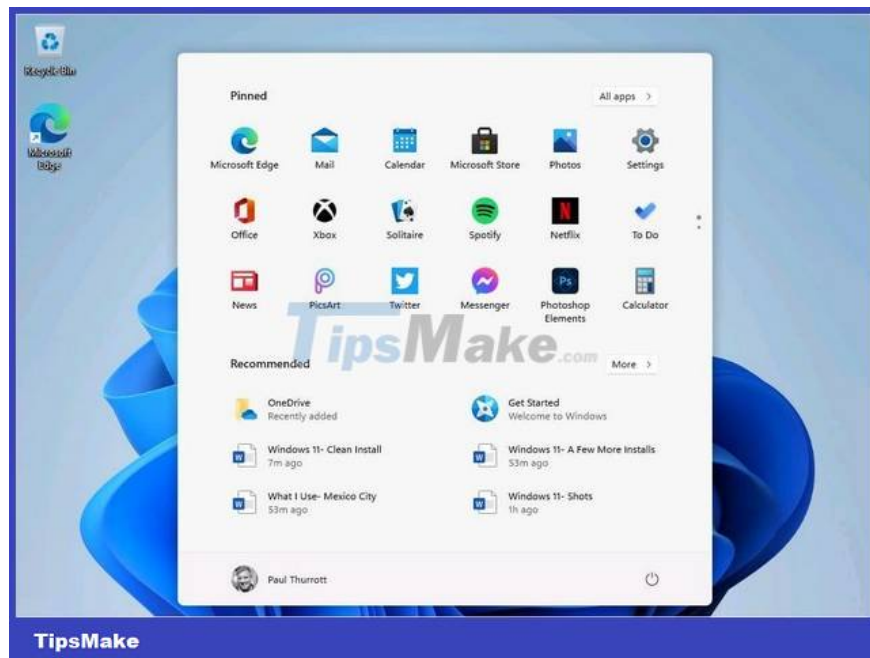 Recycle Bin
Microsoft
Edge
Pinned
All apps >
Microsoft Edge
Mail
Calendar
Microsoft Store
Photos
Settings
Office
Xbox
Solitaire
Spotify
Netflix
To Do
News
PicsArt
Twitter
Messenger
Photoshop
Elements
Calculator
TipsMake.com
Recommended
More >
OneDrive
Recently added
Get Started
Welcome to Windows
Windows 11- Clean Install
7m ago
Windows 11- A Few More Installs
53m ago
What I Use- Mexico City
53m ago
Windows 11- Shots
1h ago
Paul Thurrott
TipsMake